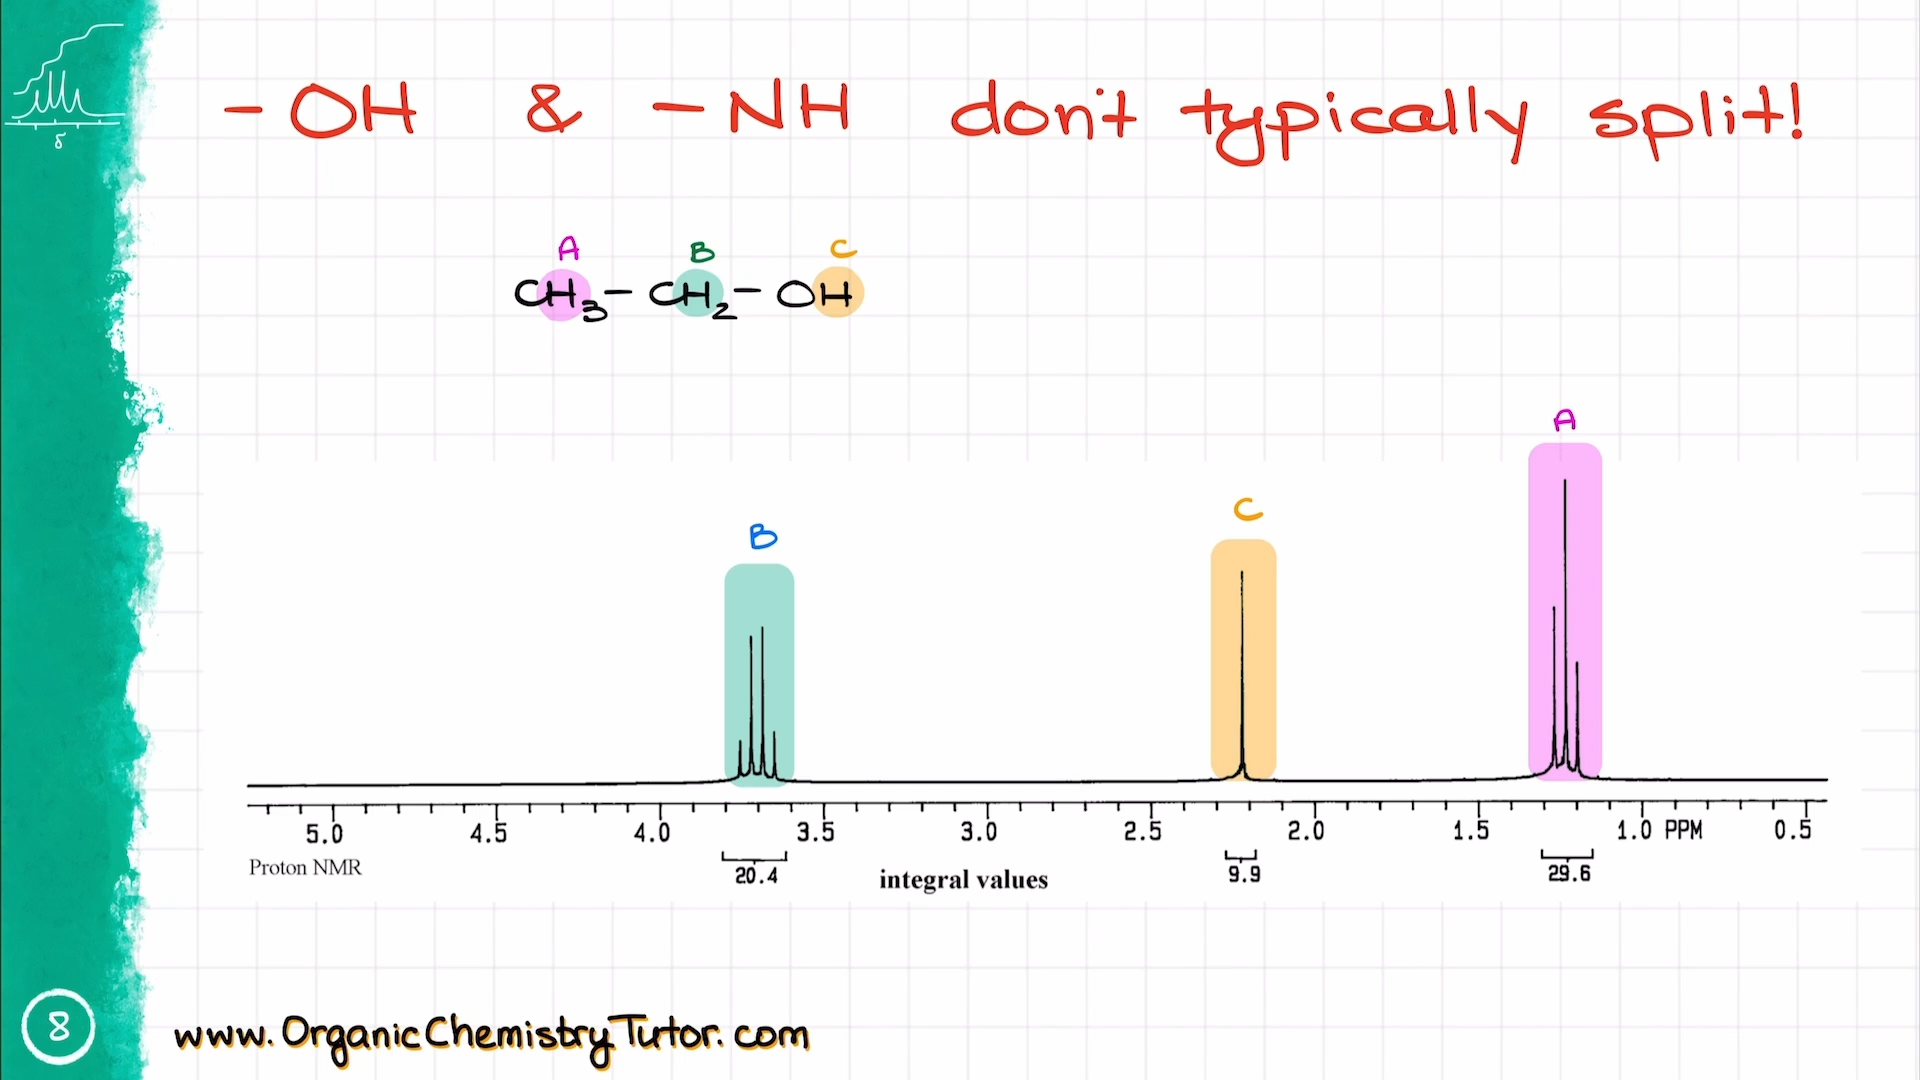 - OH & - NH don't typically split!
A B C
CH3 - CH2 - OH
A
C
B
5.0 4.5 4.0 3.5 3.0 2.5 2.0 1.5 1.0 PPM 0.5
Proton NMR 20.4 integral values 9.9 29.6
δ
8
www.OrganicChemistryTutor.com